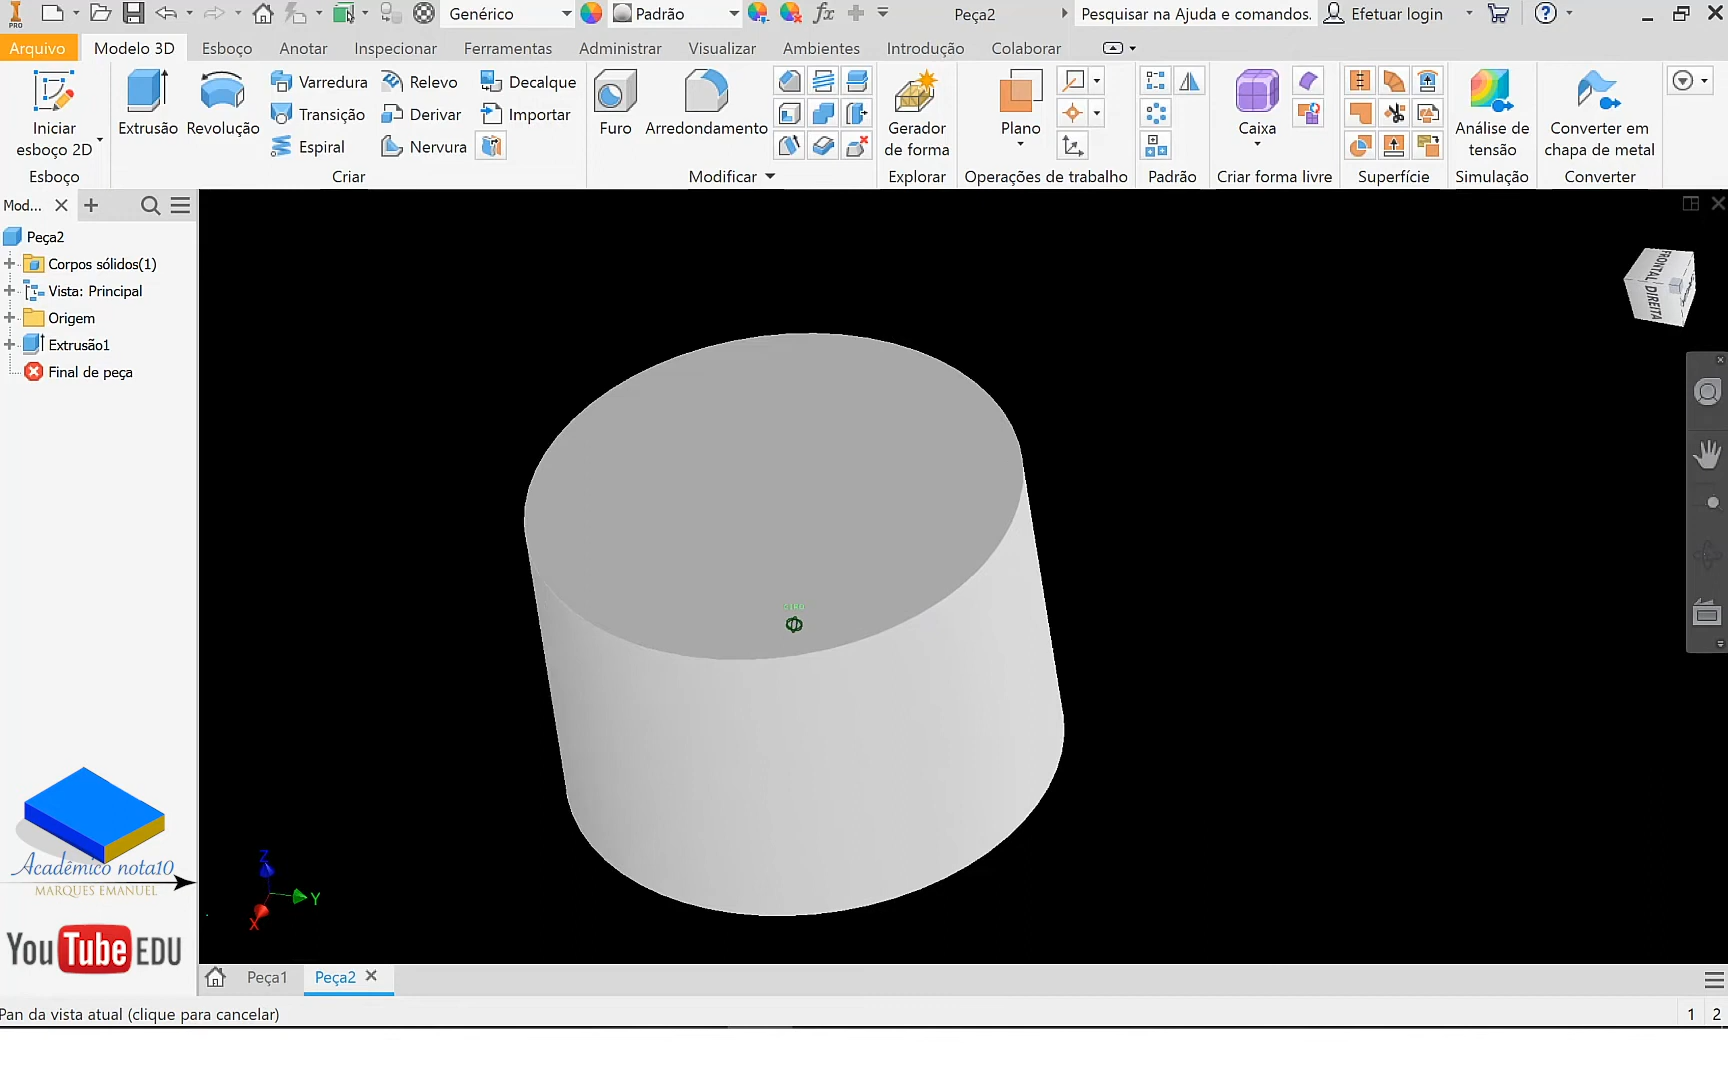 PRO
Genérico
Padrão
fx
Peça2
Pesquisar na Ajuda e comandos.
Efetuar login
Arquivo
Modelo 3D
Esboço
Anotar
Inspecionar
Ferramentas
Administrar
Visualizar
Ambientes
Introdução
Colaborar
Iniciar
esboço 2D
Extrusão
Revolução
Varredura
Transição
Espiral
Relevo
Derivar
Nervura
Decalque
Importar
Furo
Arredondamento
Gerador
de forma
Plano
Caixa
Análise de
tensão
Converter em
chapa de metal
Esboço
Criar
Modificar
Explorar
Operações de trabalho
Padrão
Criar forma livre
Superfície
Simulação
Converter
Mod...
Peça2
Corpos sólidos(1)
Vista: Principal
Origem
Extrusão1
Final de peça
FRONTAL
DIREITA
Acadêmico nota10
MARQUES EMANUEL
YouTube EDU
Z
Y
X
Peça1
Peça2
Pan da vista atual (clique para cancelar)
1
2